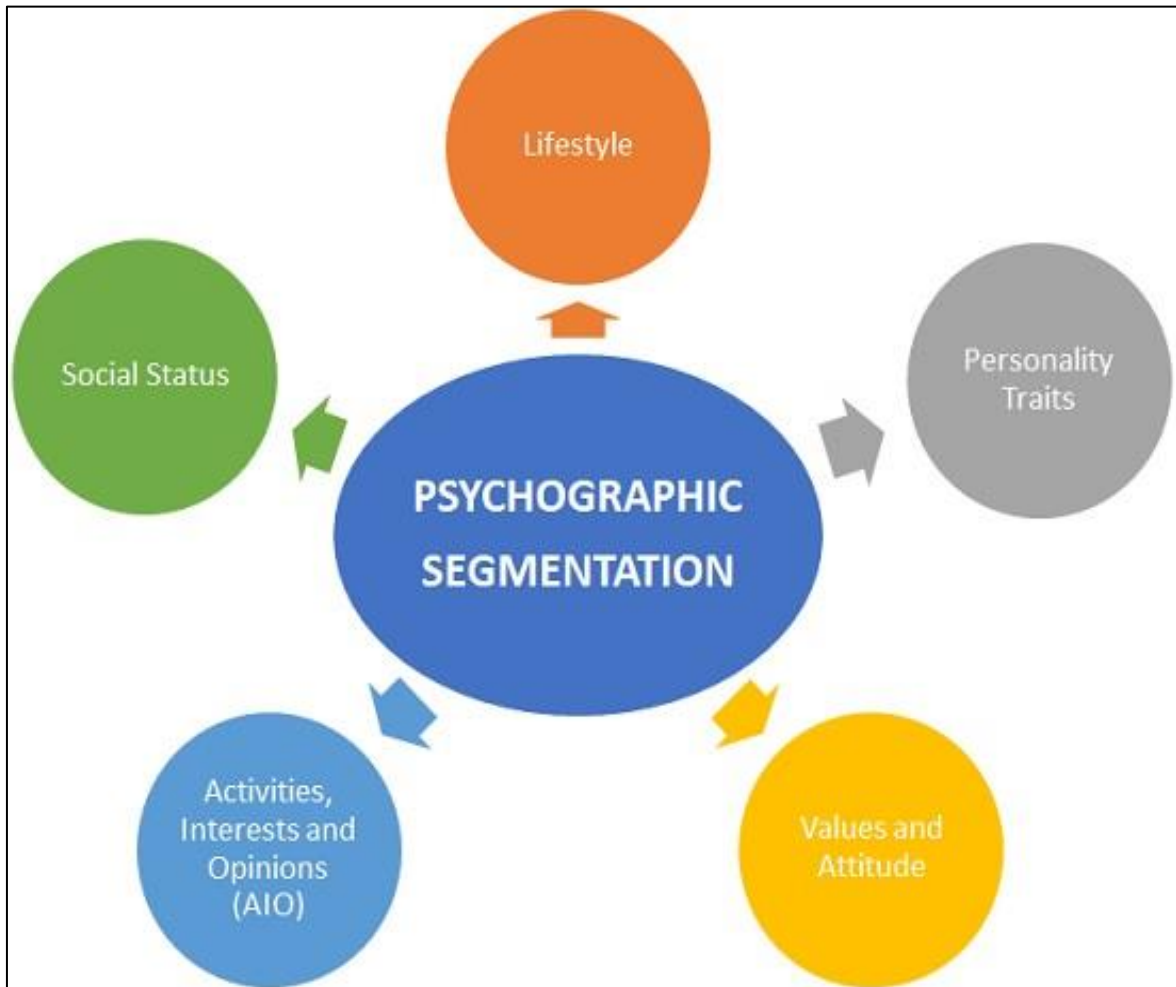 Lifestyle
Social Status
Personality
Traits
PSYCHOGRAPHIC
SEGMENTATION
Activities,
Interests and
Opinions
(AIO)
Values and
Attitude